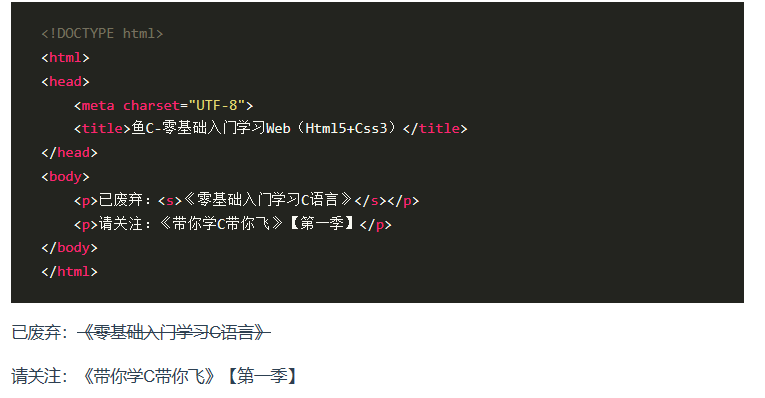 <!DOCTYPE html>
<html>
<head>
    <meta charset="UTF-8">
    <title>鱼C-零基础入门学习Web（Html5+Css3）</title>
</head>
<body>
    <p>已废弃：<s>《零基础入门学习C语言》</s></p>
    <p>请关注：《带你学C带你飞》【第一季】</p>
</body>
</html>
已废弃：《零基础入门学习C语言》
请关注：《带你学C带你飞》【第一季】